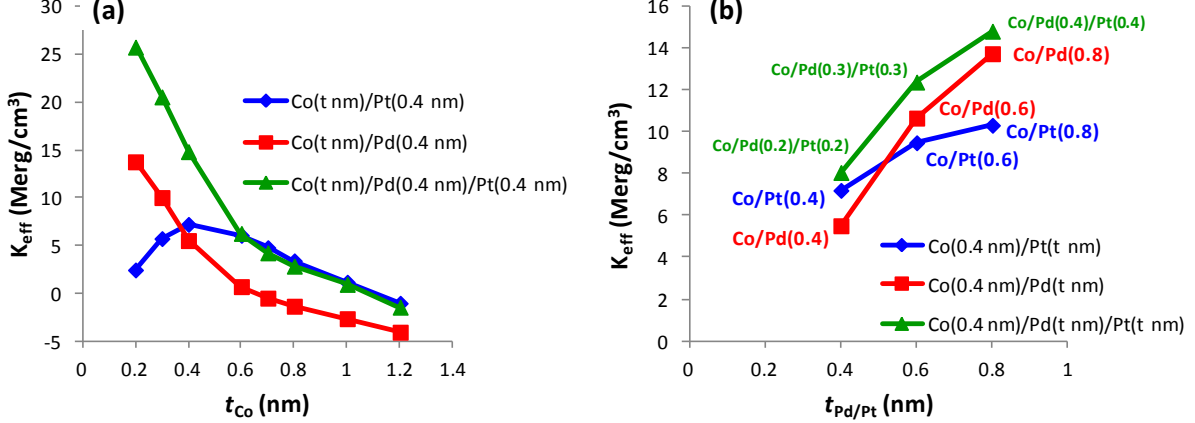 (a)
30
25
20
15
10
5
0
-5
K_eff (Merg/cm³)
Co(t nm)/Pt(0.4 nm)
Co(t nm)/Pd(0.4 nm)
Co(t nm)/Pd(0.4 nm)/Pt(0.4 nm)
0 0.2 0.4 0.6 0.8 1 1.2 1.4
t_Co (nm)
(b)
16
14
12
10
8
6
4
2
0
K_eff (Merg/cm³)
Co/Pd(0.4)/Pt(0.4)
Co/Pd(0.8)
Co/Pd(0.3)/Pt(0.3)
Co/Pd(0.6)
Co/Pt(0.8)
Co/Pd(0.2)/Pt(0.2)
Co/Pt(0.6)
Co/Pt(0.4)
Co/Pd(0.4)
Co(0.4 nm)/Pt(t nm)
Co(0.4 nm)/Pd(t nm)
Co(0.4 nm)/Pd(t nm)/Pt(t nm)
0 0.2 0.4 0.6 0.8 1
t_Pd/Pt (nm)